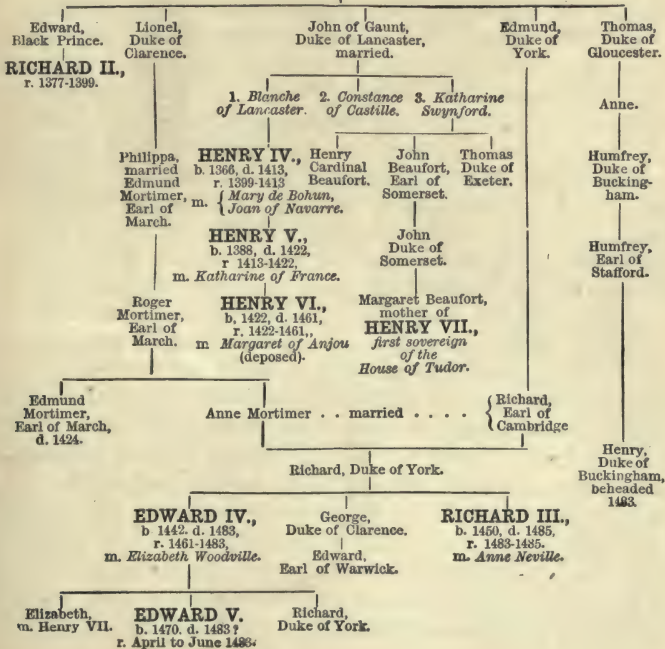 Edward,
Black Prince.
RICHARD II.,
r. 1377-1399.
Lionel,
Duke of
Clarence.
John of Gaunt,
Duke of Lancaster,
married.
Edmund,
Duke of
York.
Thomas,
Duke of
Gloucester.
1. Blanche
of Lancaster.
2. Constance
of Castille.
3. Katharine
Swynford.
Anne.
Philippa,
married
Edmund
Mortimer,
Earl of
March.
HENRY IV.,
b. 1366, d. 1413,
r. 1399-1413
m. { Mary de Bohun,
Joan of Navarre.
Henry
Cardinal
Beaufort.
John
Beaufort,
Earl of
Somerset.
Thomas
Duke of
Exeter.
Humfrey,
Duke of
Bucking-
ham.
HENRY V.,
b. 1388, d. 1422,
r 1413-1422,
m. Katharine of France.
John
Duke of
Somerset.
Humfrey,
Earl of
Stafford.
Roger
Mortimer,
Earl of
March.
HENRY VI.,
b, 1422, d. 1461,
r. 1422-1461,,
m Margaret of Anjou
(deposed).
Margaret Beaufort,
mother of
HENRY VII.,
first sovereign
of the
House of Tudor.
Edmund
Mortimer,
Earl of March,
d. 1424.
Anne Mortimer . . married . . . . {Richard,
Earl of
Cambridge
Henry,
Duke of
Buckingham,
beheaded
1483.
Richard, Duke of York.
EDWARD IV.,
b 1442. d. 1483,
r. 1461-1483,
m. Elizabeth Woodville.
George,
Duke of Clarence.
Edward,
Earl of Warwick.
RICHARD III.,
b. 1450, d. 1485,
r. 1483-1485.
m. Anne Neville.
Elizabeth,
m. Henry VII.
EDWARD V.
b. 1470. d. 1483?
r. April to June 1483.
Richard,
Duke of York.